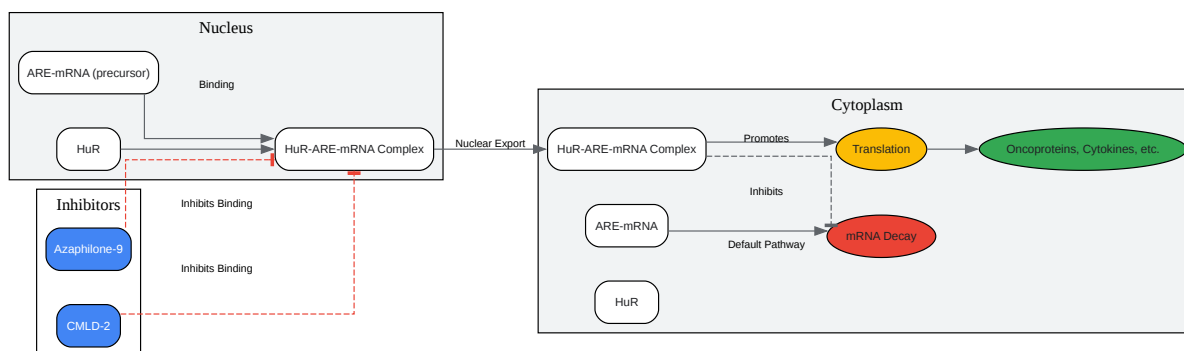 Nucleus
ARE-mRNA (precursor)
Binding
HuR
HuR-ARE-mRNA Complex
Nuclear Export
Inhibitors
Inhibits Binding
Azaphilone-9
Inhibits Binding
CMLD-2
Cytoplasm
HuR-ARE-mRNA Complex
Promotes
Translation
Oncoproteins, Cytokines, etc.
Inhibits
ARE-mRNA
Default Pathway
mRNA Decay
HuR